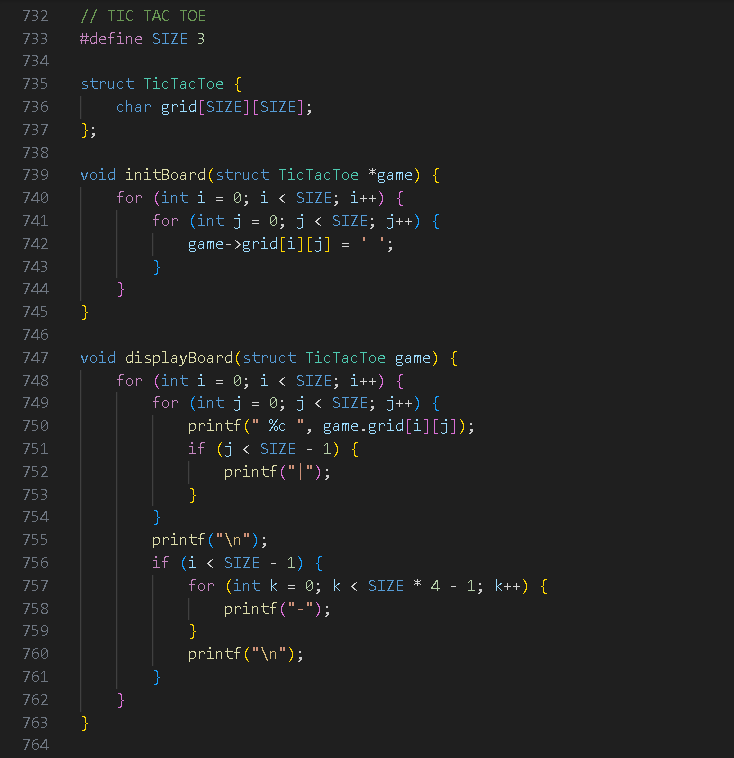 732 // TIC TAC TOE
733 #define SIZE 3
734
735 struct TicTacToe {
736     char grid[SIZE][SIZE];
737 };
738
739 void initBoard(struct TicTacToe *game) {
740     for (int i = 0; i < SIZE; i++) {
741         for (int j = 0; j < SIZE; j++) {
742             game->grid[i][j] = ' ';
743         }
744     }
745 }
746
747 void displayBoard(struct TicTacToe game) {
748     for (int i = 0; i < SIZE; i++) {
749         for (int j = 0; j < SIZE; j++) {
750             printf(" %c ", game.grid[i][j]);
751             if (j < SIZE - 1) {
752                 printf("|");
753             }
754         }
755         printf("\n");
756         if (i < SIZE - 1) {
757             for (int k = 0; k < SIZE * 4 - 1; k++) {
758                 printf("-");
759             }
760             printf("\n");
761         }
762     }
763 }
764